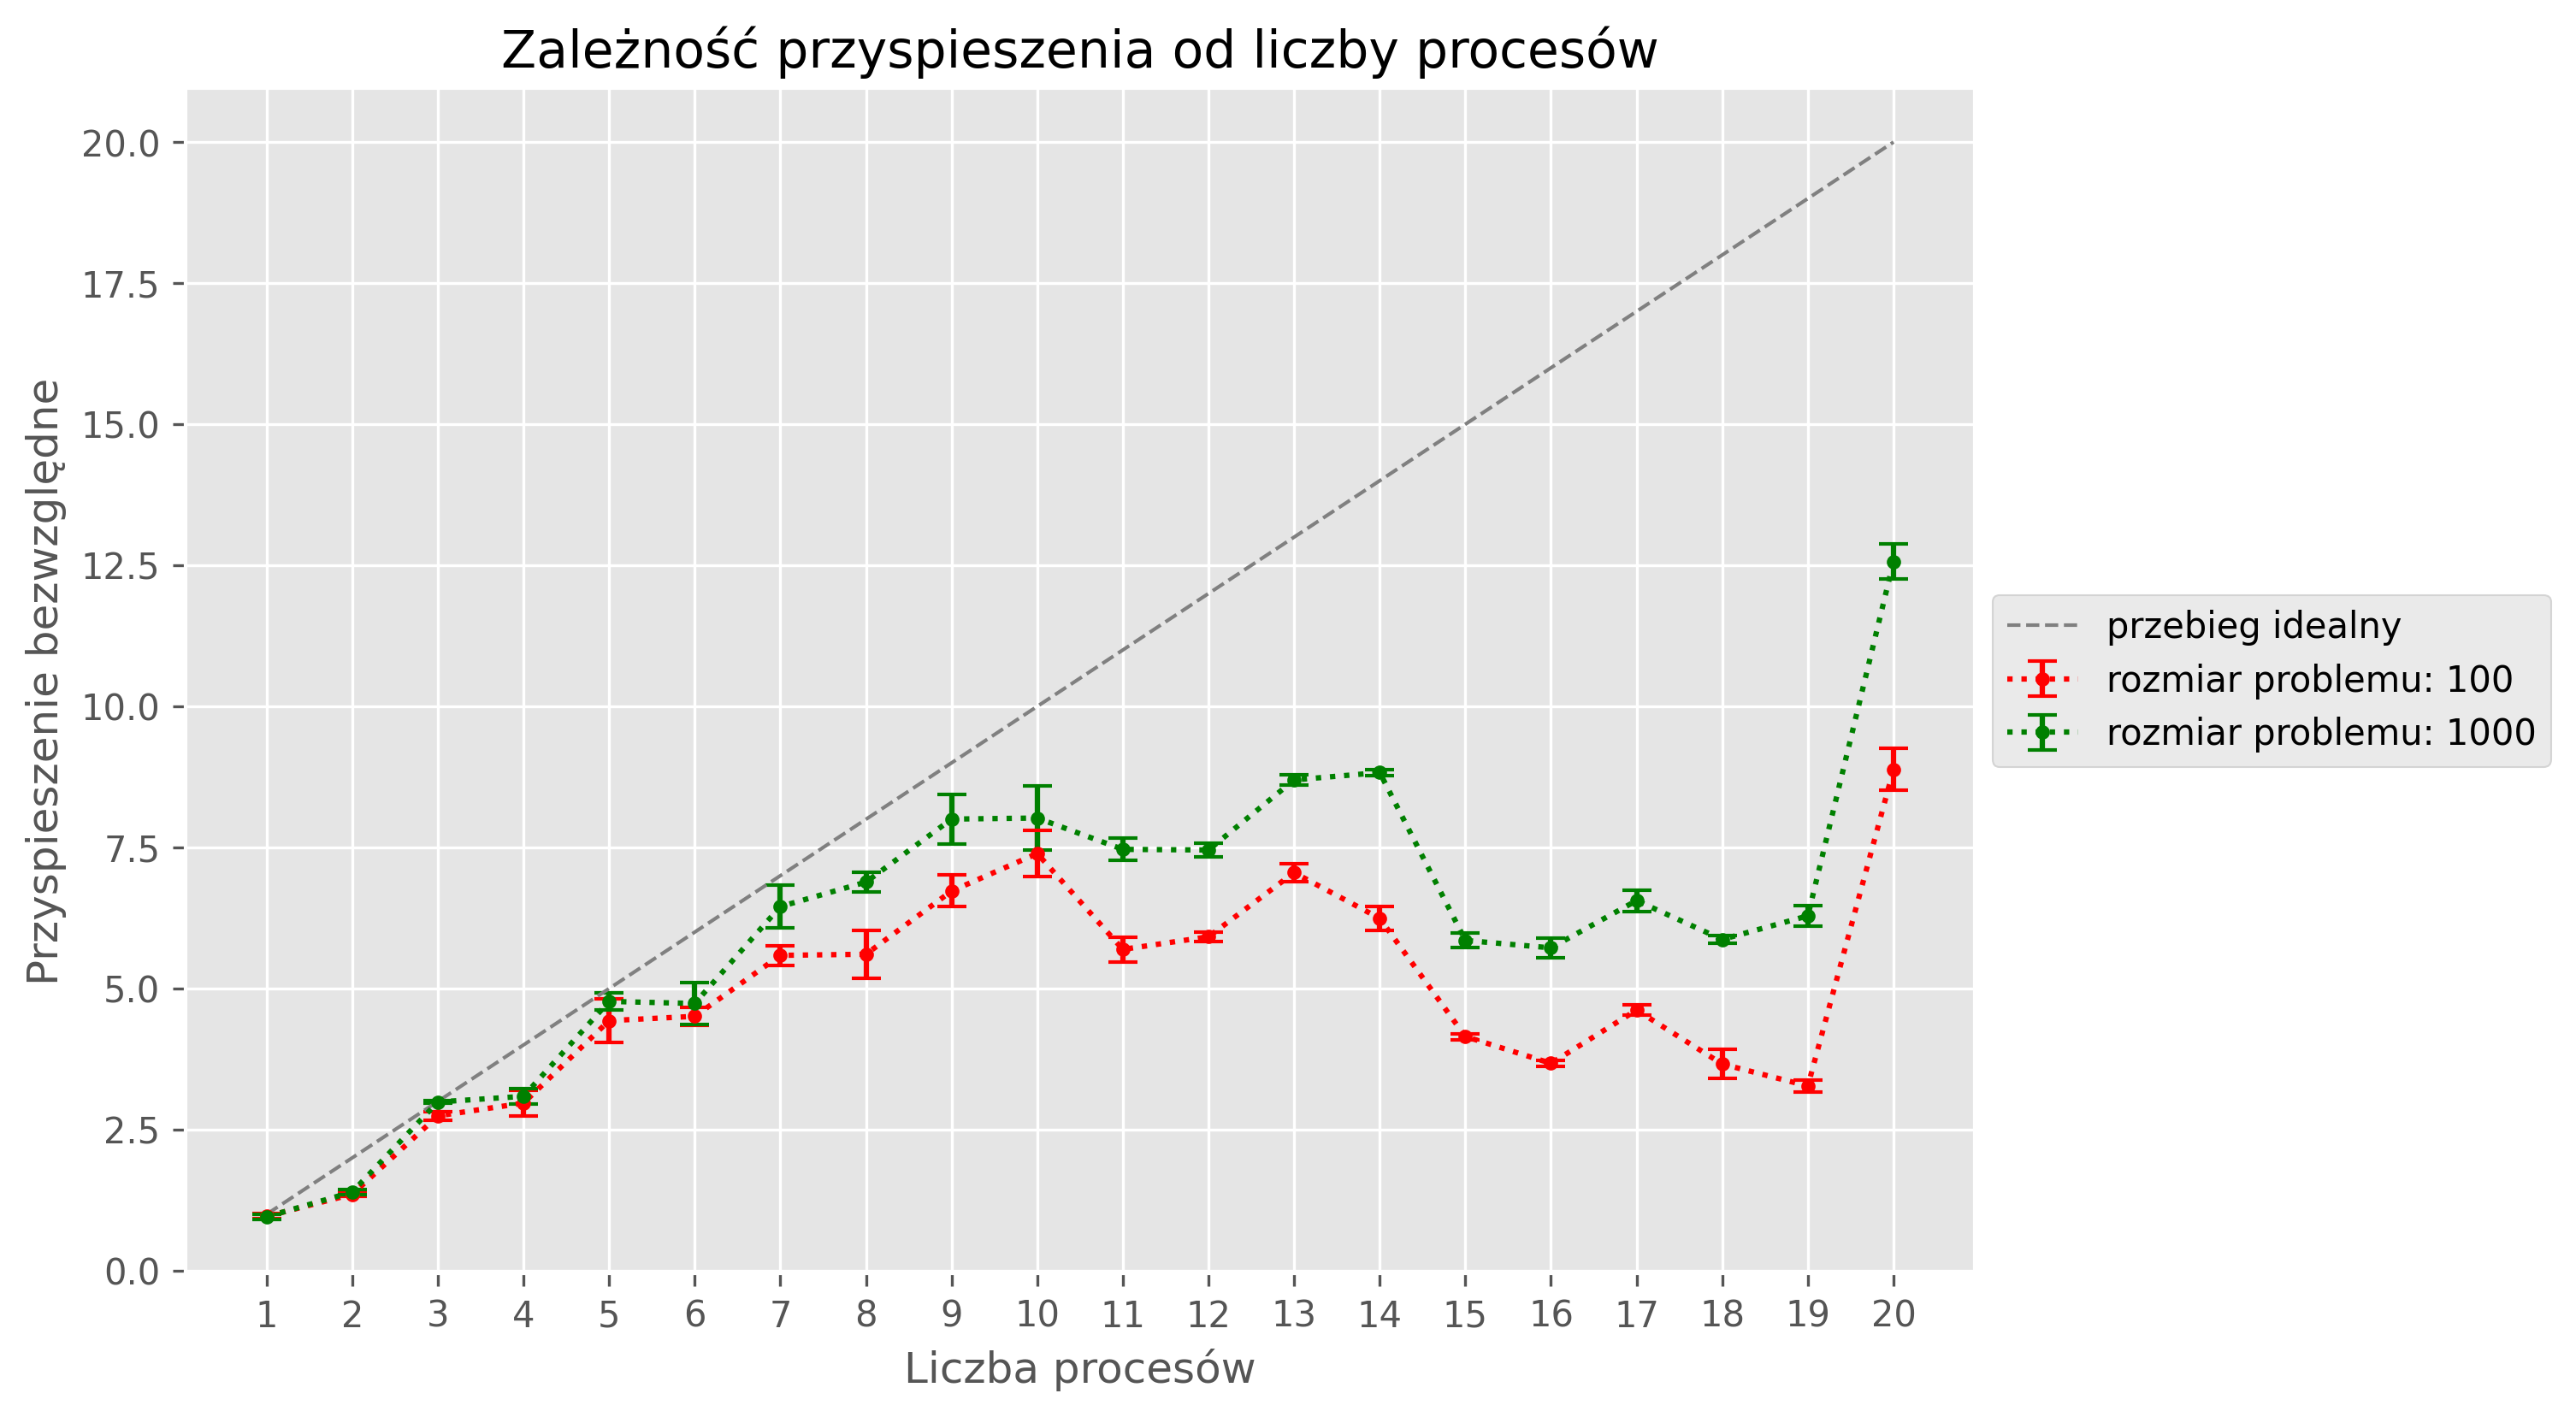 Zależność przyspieszenia od liczby procesów
Przyspieszenie bezwzględne
20.0
17.5
15.0
12.5
10.0
7.5
5.0
2.5
0.0
1 2 3 4 5 6 7 8 9 10 11 12 13 14 15 16 17 18 19 20
Liczba procesów
przebieg idealny
rozmiar problemu: 100
rozmiar problemu: 1000